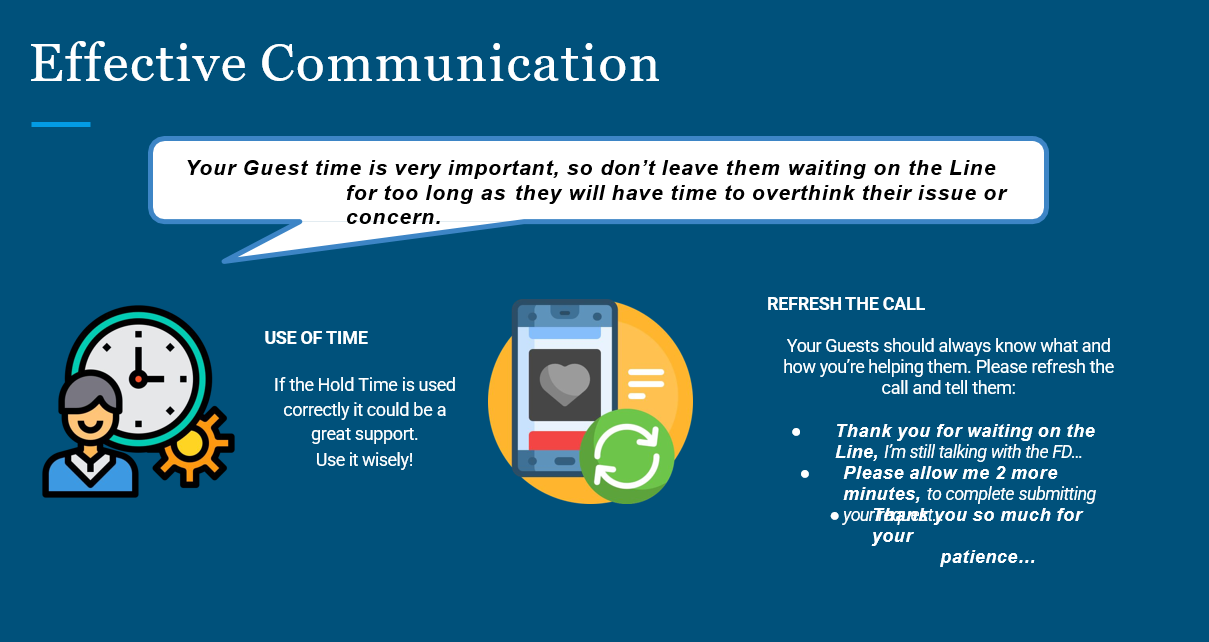 Effective Communication
Your Guest time is very important, so don’t leave them waiting on the Line
for too long as they will have time to overthink their issue or
concern.
USE OF TIME
If the Hold Time is used
correctly it could be a
great support.
Use it wisely!
REFRESH THE CALL
Your Guests should always know what and
how you’re helping them. Please refresh the
call and tell them:
● Thank you for waiting on the
Line, I’m still talking with the FD…
● Please allow me 2 more
minutes, to complete submitting
your request…
● Thank you so much for
your
patience…